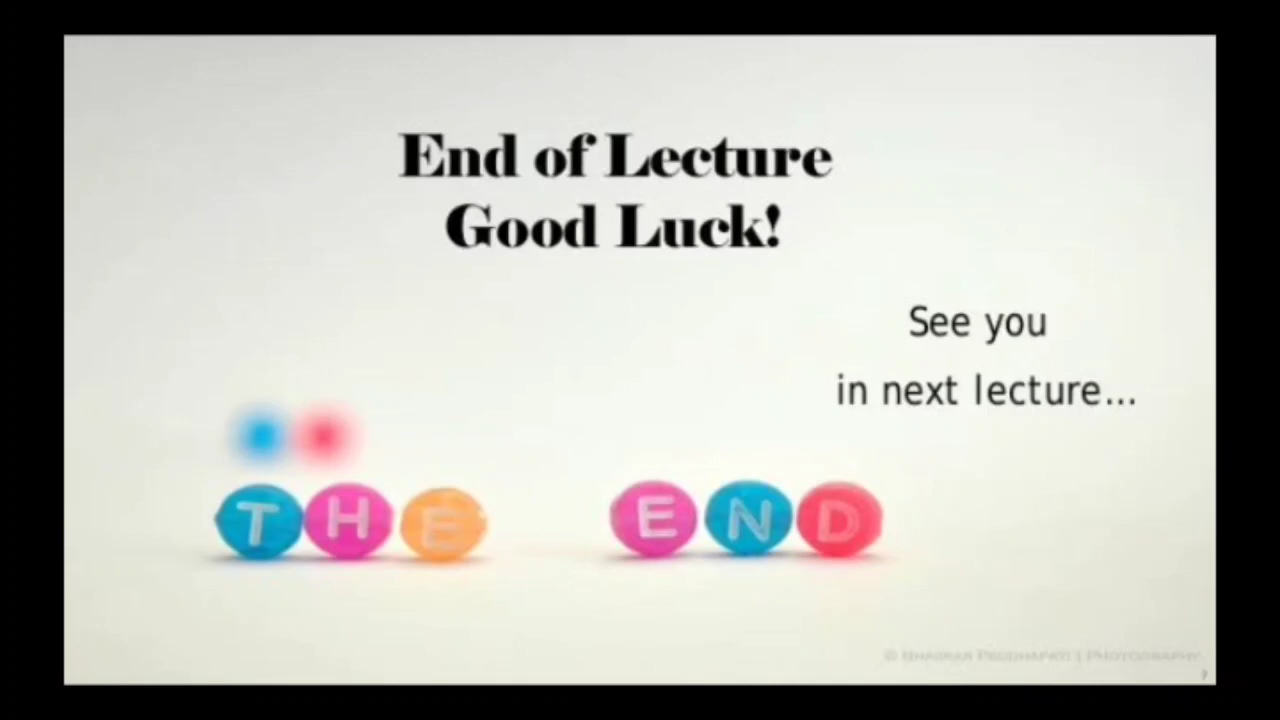 End of Lecture
Good Luck!
See you
in next lecture...
THE END